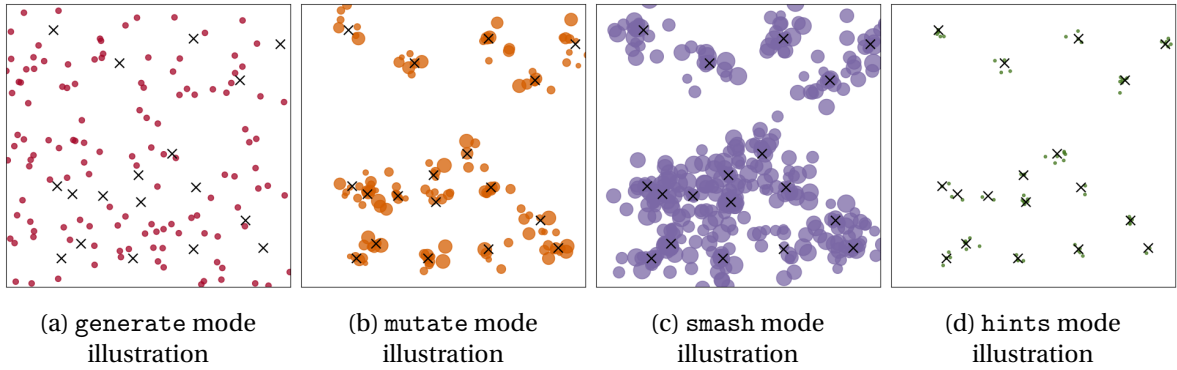 (a) generate mode
illustration
(b) mutate mode
illustration
(c) smash mode
illustration
(d) hints mode
illustration